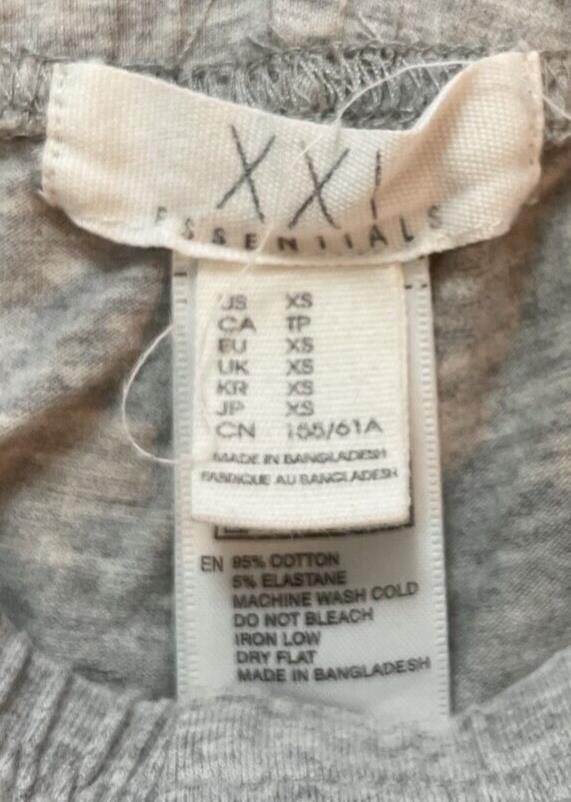 XXI
ESSENTIALS
US XS
CA TP
EU XS
UK XS
KR XS
JP XS
CN 155/61A
MADE IN BANGLADESH
FABRIQUE AU BANGLADESH
EN 95% COTTON
5% ELASTANE
MACHINE WASH COLD
DO NOT BLEACH
IRON LOW
DRY FLAT
MADE IN BANGLADESH